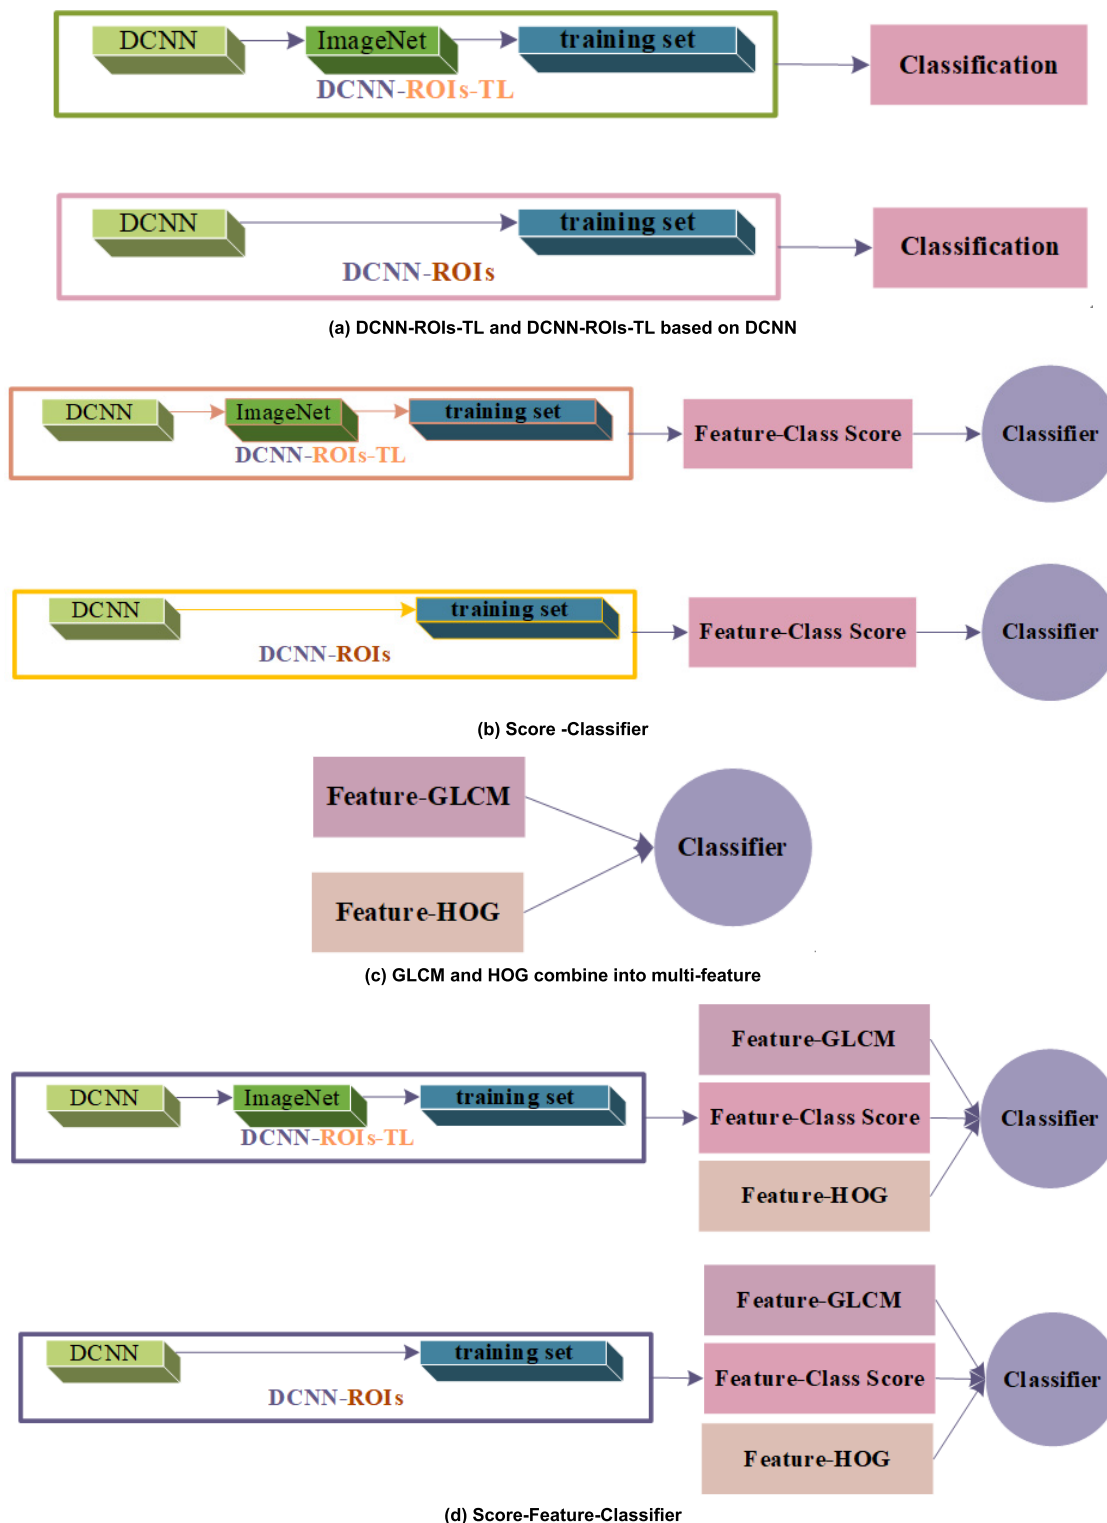 DCNN ImageNet training set
DCNN-ROIs-TL
Classification
DCNN training set
DCNN-ROIs
Classification
(a) DCNN-ROIs-TL and DCNN-ROIs-TL based on DCNN
DCNN ImageNet training set
DCNN-ROIs-TL
Feature-Class Score
Classifier
DCNN training set
DCNN-ROIs
Feature-Class Score
Classifier
(b) Score -Classifier
Feature-GLCM
Classifier
Feature-HOG
(c) GLCM and HOG combine into multi-feature
DCNN ImageNet training set
DCNN-ROIs-TL
Feature-GLCM
Feature-Class Score
Feature-HOG
Classifier
DCNN training set
DCNN-ROIs
Feature-GLCM
Feature-Class Score
Feature-HOG
Classifier
(d) Score-Feature-Classifier